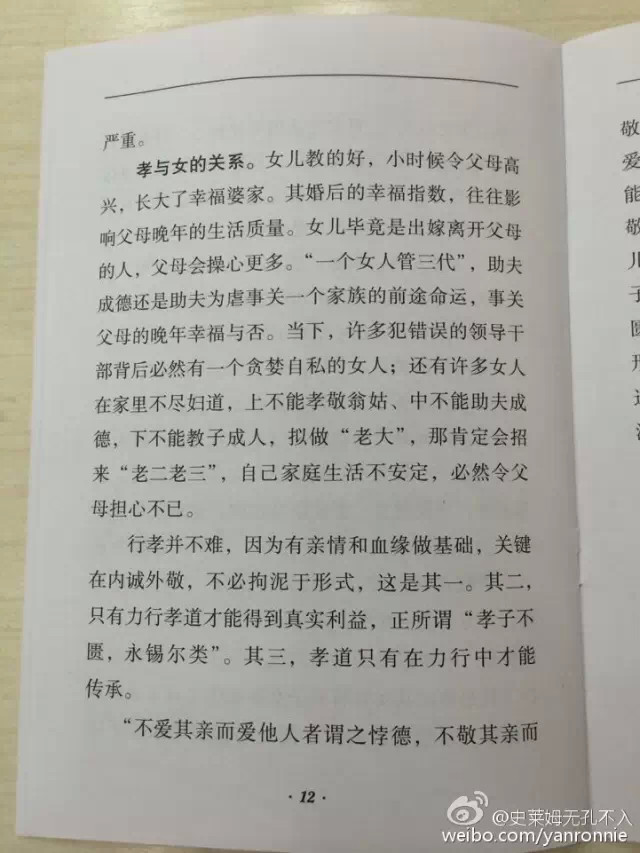 严重。
孝与女的关系。女儿教的好，小时候令父母高
兴，长大了幸福婆家。其婚后的幸福指数，往往影
响父母晚年的生活质量。女儿毕竟是出嫁离开父母
的人，父母会操心更多。“一个女人管三代”，助夫
成德还是助夫为虐事关一个家族的前途命运，事关
父母的晚年幸福与否。当下，许多犯错误的领导干
部背后必然有一个贪婪自私的女人；还有许多女人
在家里不尽妇道，上不能孝敬翁姑、中不能助夫成
德，下不能教子成人，拟做“老大”，那肯定会招
来“老二老三”，自己家庭生活不安定，必然令父
母担心不已。
行孝并不难，因为有亲情和血缘做基础，关键
在内诚外敬，不必拘泥于形式，这是其一。其二，
只有力行孝道才能得到真实利益，正所谓“孝子不
匮，永锡尔类”。其三，孝道只有在力行中才能
传承。
“不爱其亲而爱他人者谓之悖德，不敬其亲而
·12·
敬
爱
能
敬
儿
子
匮
形
这
@史莱姆无孔不入
weibo.com/yanronnie